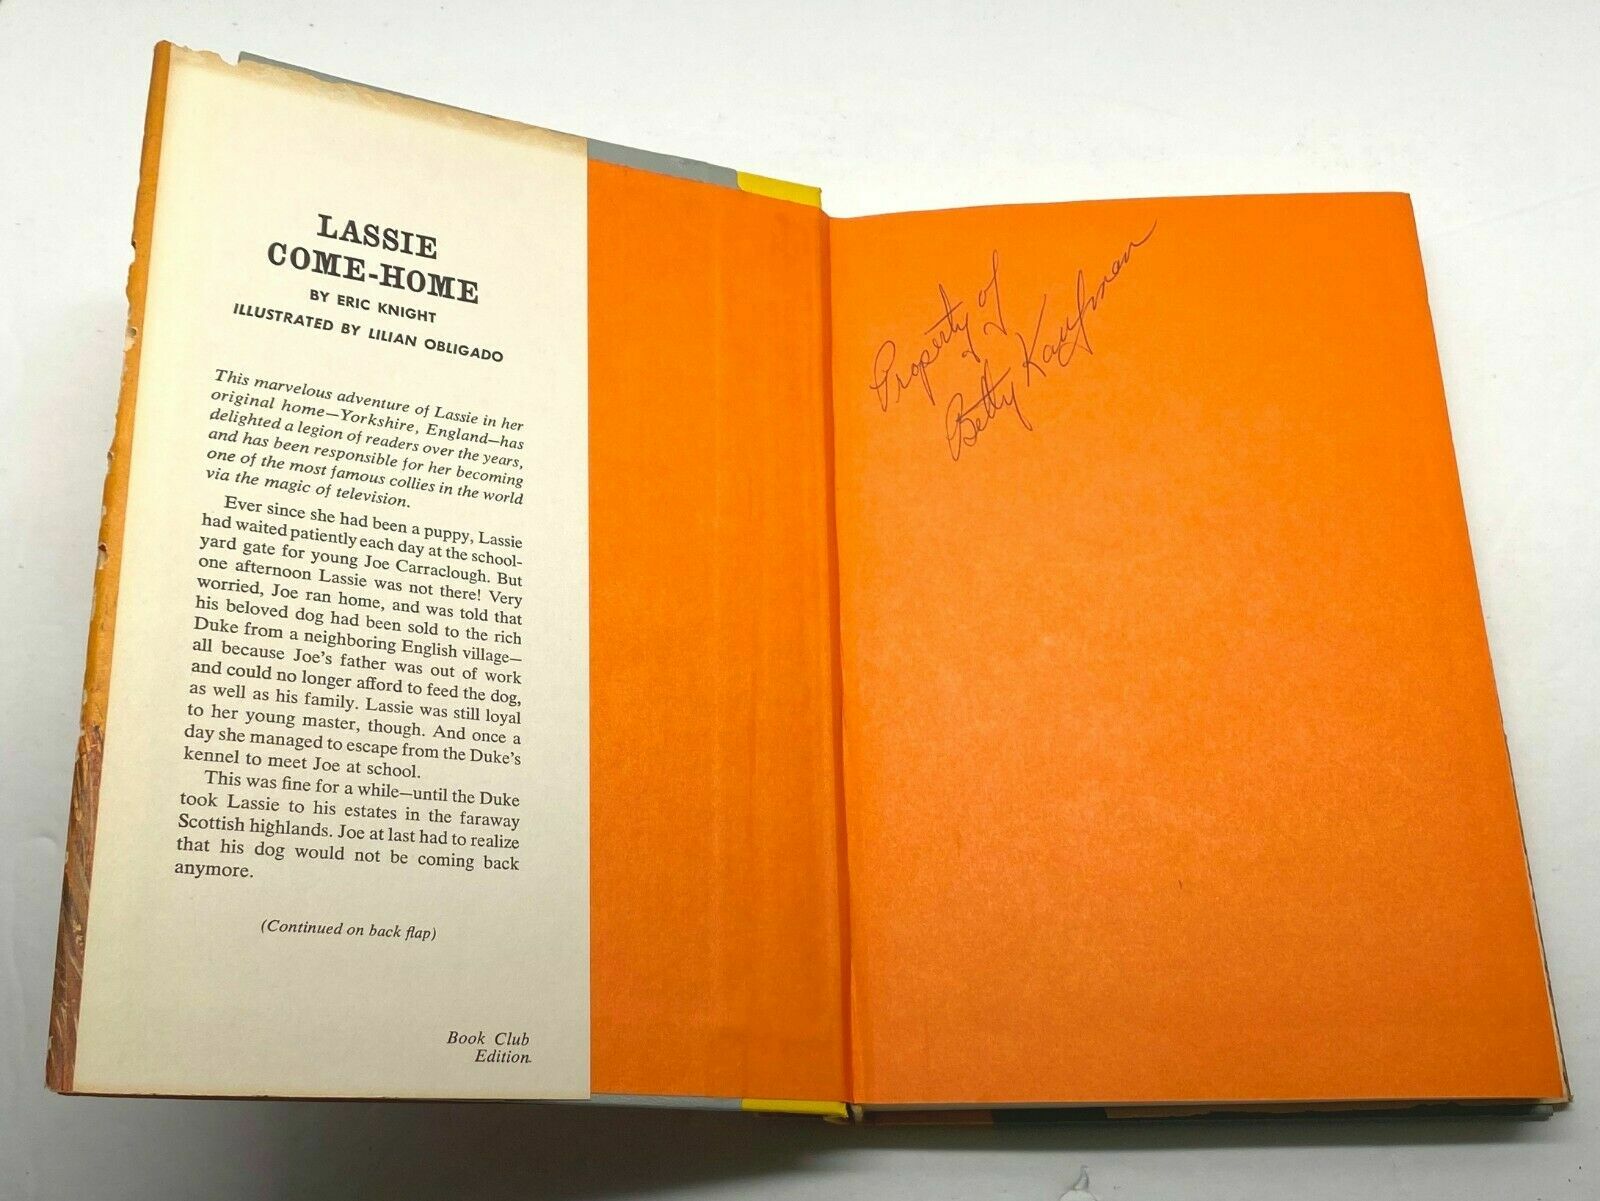 LASSIE
COME-HOME
BY ERIC KNIGHT
ILLUSTRATED BY LILIAN OBLIGADO
This marvelous adventure of Lassie in her
original home—Yorkshire, England—has
delighted a legion of readers over the years,
and has been responsible for her becoming
one of the most famous collies in the world
via the magic of television.
Ever since she had been a puppy, Lassie
had waited patiently each day at the school-
yard gate for young Joe Carraclough. But
one afternoon Lassie was not there! Very
worried, Joe ran home, and was told that
his beloved dog had been sold to the rich
Duke from a neighboring English village—
all because Joe's father was out of work
and could no longer afford to feed the dog,
as well as his family. Lassie was still loyal
to her young master, though. And once a
day she managed to escape from the Duke's
kennel to meet Joe at school.
This was fine for a while—until the Duke
took Lassie to his estates in the faraway
Scottish highlands. Joe at last had to realize
that his dog would not be coming back
anymore.
(Continued on back flap)
Book Club
Edition
Property of
Betty Kaufman